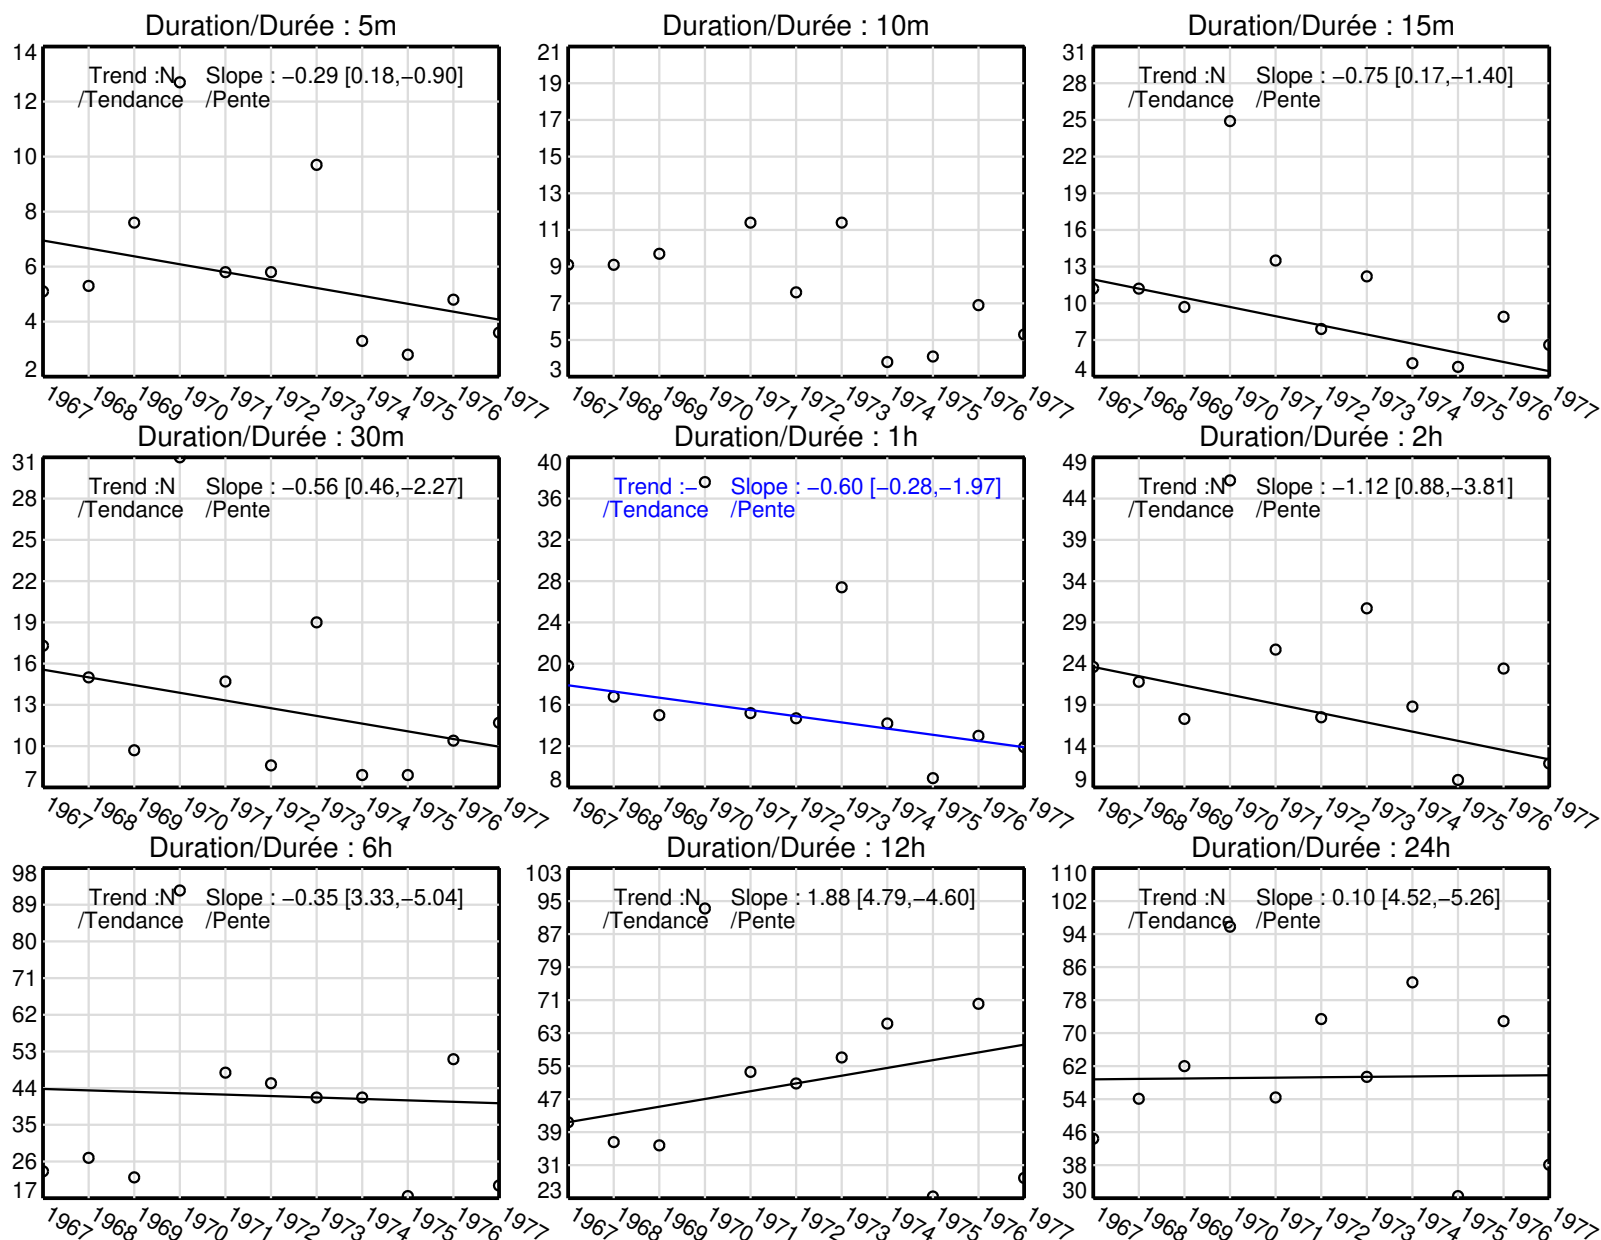 Duration/Durée : 5m
14
12
10
8
6
4
2
Trend :N Slope : −0.29 [0.18,−0.90]
/Tendance /Pente
1967 1968 1969 1970 1971 1972 1973 1974 1975 1976 1977
Duration/Durée : 10m
21
19
17
15
13
11
9
7
5
3
1967 1968 1969 1970 1971 1972 1973 1974 1975 1976 1977
Duration/Durée : 15m
31
28
25
22
19
16
13
10
7
4
Trend :N Slope : −0.75 [0.17,−1.40]
/Tendance /Pente
1967 1968 1969 1970 1971 1972 1973 1974 1975 1976 1977
Duration/Durée : 30m
31
28
25
22
19
16
13
10
7
Trend :N Slope : −0.56 [0.46,−2.27]
/Tendance /Pente
1967 1968 1969 1970 1971 1972 1973 1974 1975 1976 1977
Duration/Durée : 1h
40
36
32
28
24
20
16
12
8
Trend :− Slope : −0.60 [−0.28,−1.97]
/Tendance /Pente
1967 1968 1969 1970 1971 1972 1973 1974 1975 1976 1977
Duration/Durée : 2h
49
44
39
34
29
24
19
14
9
Trend :N Slope : −1.12 [0.88,−3.81]
/Tendance /Pente
1967 1968 1969 1970 1971 1972 1973 1974 1975 1976 1977
Duration/Durée : 6h
98
89
80
71
62
53
44
35
26
17
Trend :N Slope : −0.35 [3.33,−5.04]
/Tendance /Pente
1967 1968 1969 1970 1971 1972 1973 1974 1975 1976 1977
Duration/Durée : 12h
103
95
87
79
71
63
55
47
39
31
23
Trend :N Slope : 1.88 [4.79,−4.60]
/Tendance /Pente
1967 1968 1969 1970 1971 1972 1973 1974 1975 1976 1977
Duration/Durée : 24h
110
102
94
86
78
70
62
54
46
38
30
Trend :N Slope : 0.10 [4.52,−5.26]
/Tendance /Pente
1967 1968 1969 1970 1971 1972 1973 1974 1975 1976 1977